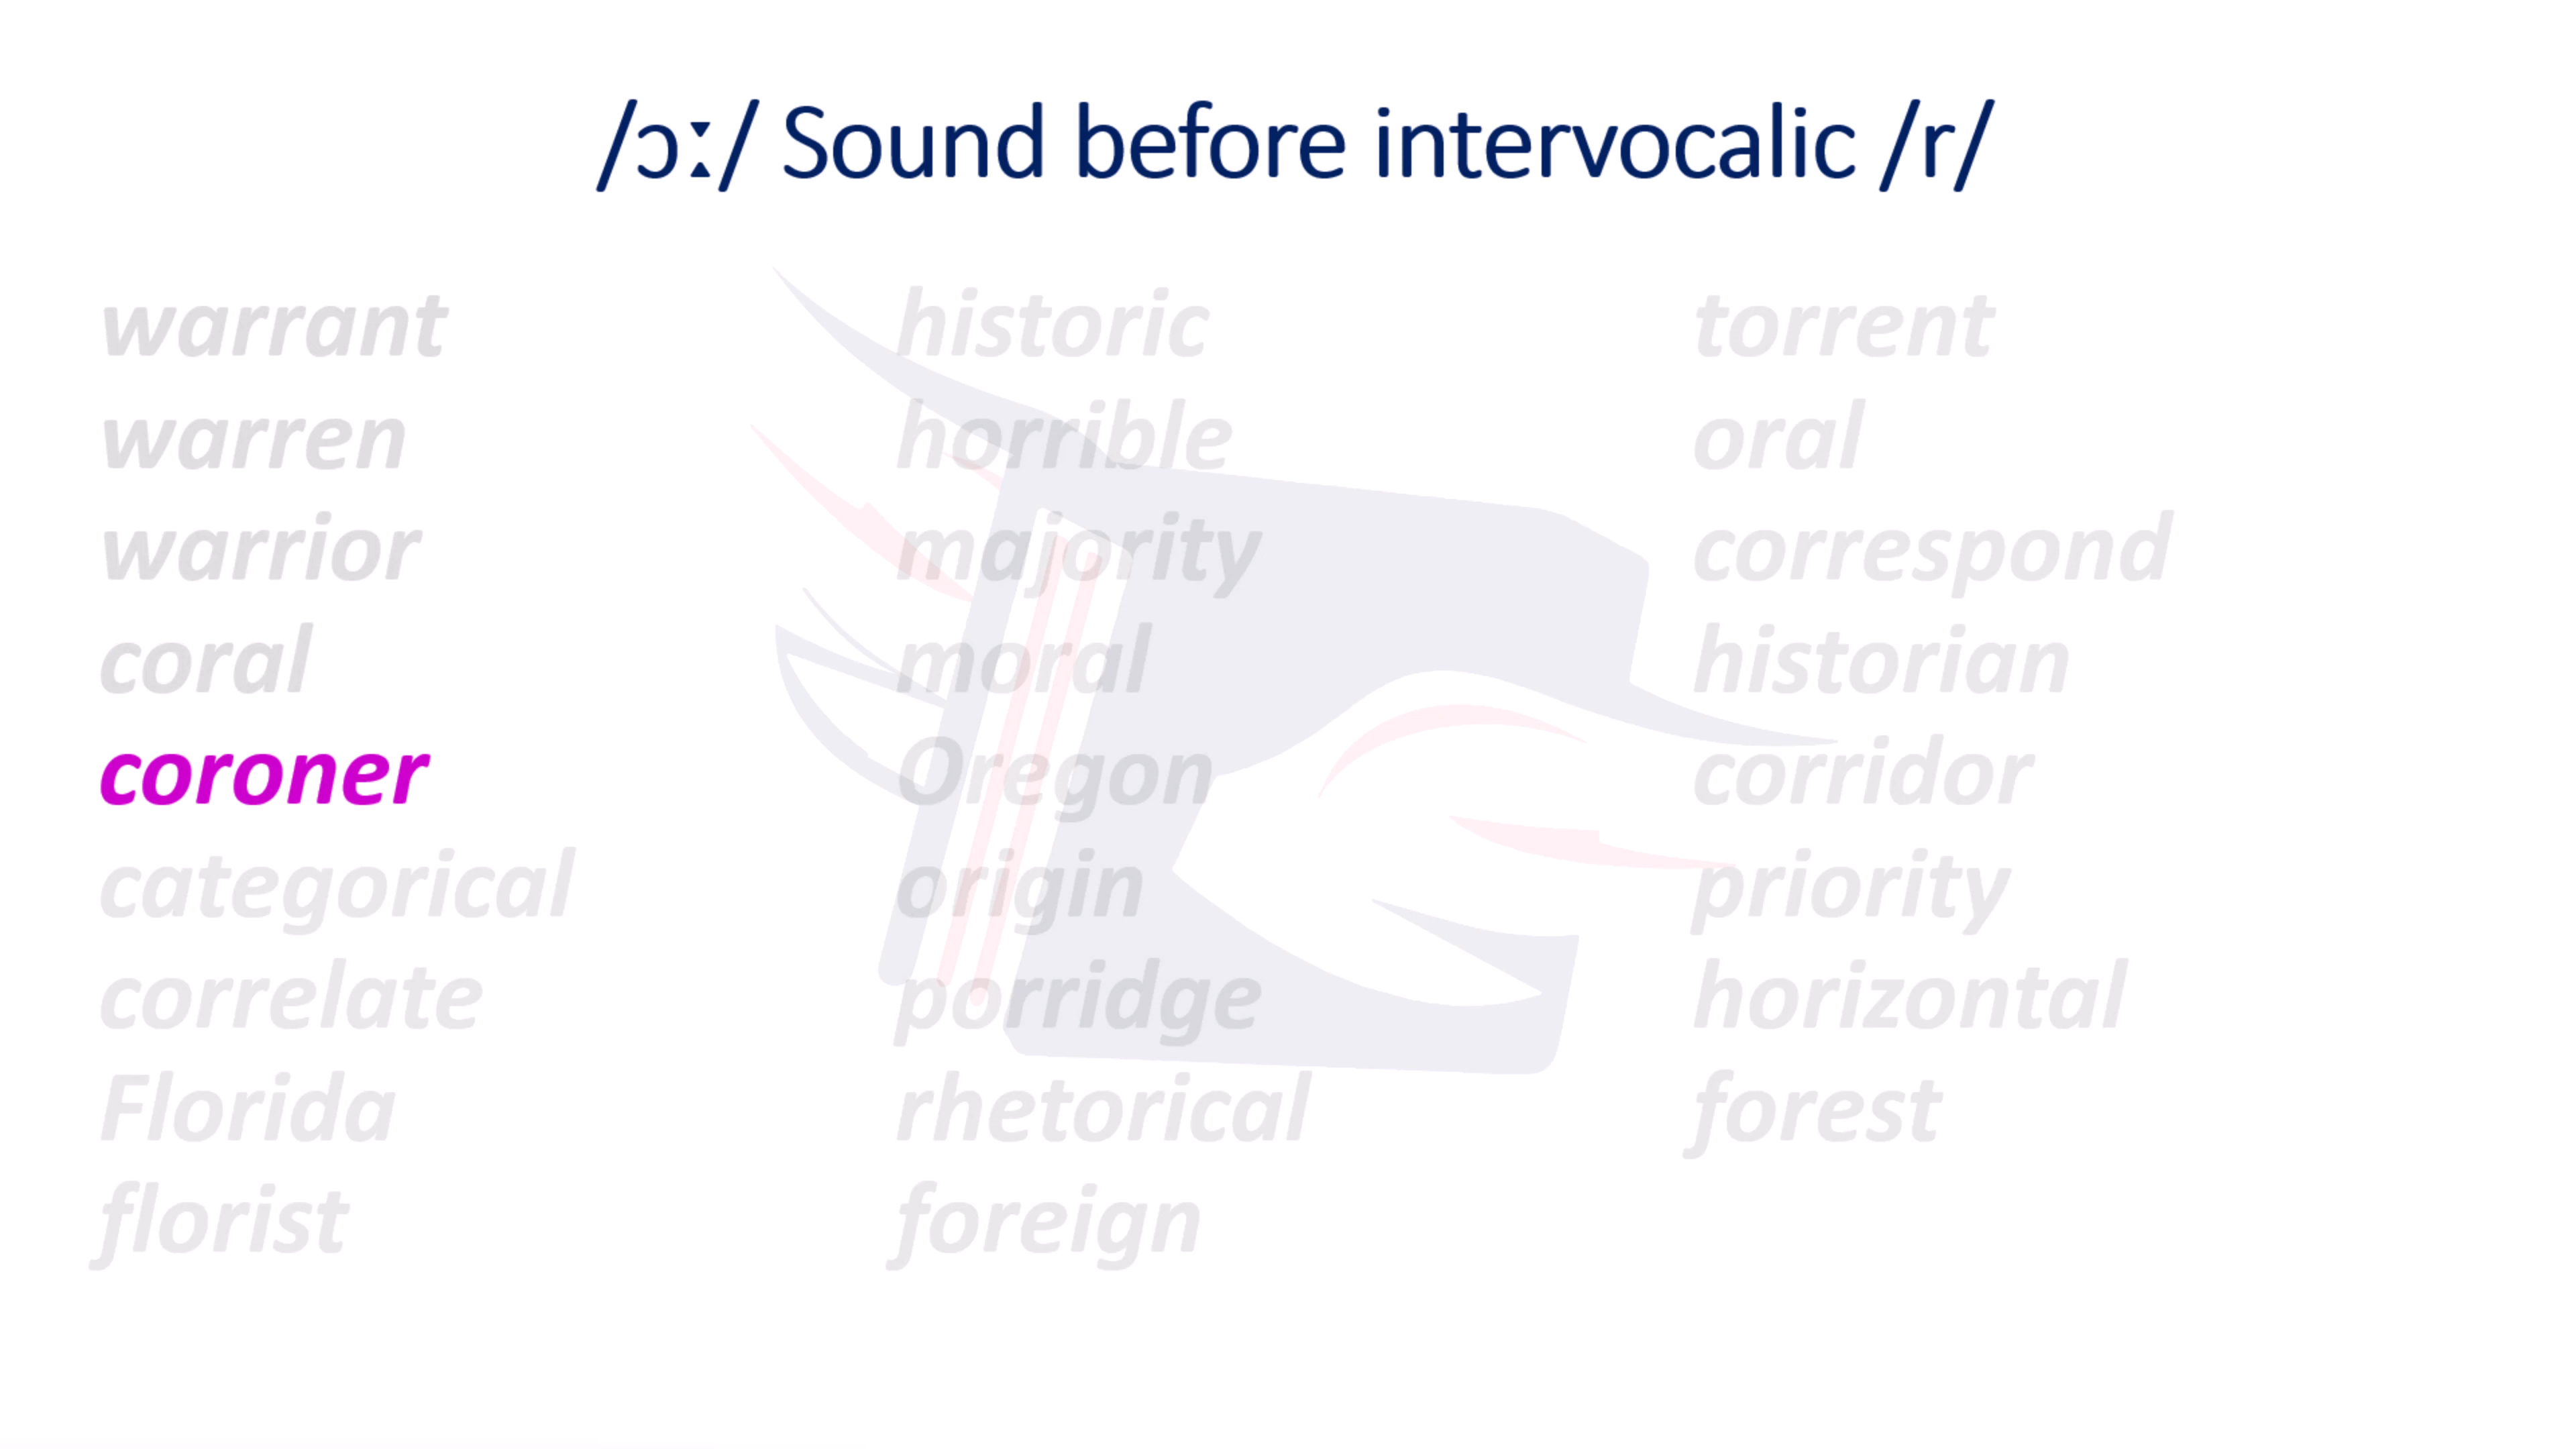 /ɔː/ Sound before intervocalic /r/
warrant
warren
warrior
coral
coroner
categorical
correlate
Florida
florist
historic
horrible
majority
moral
Oregon
origin
porridge
rhetorical
foreign
torrent
oral
correspond
historian
corridor
priority
horizontal
forest